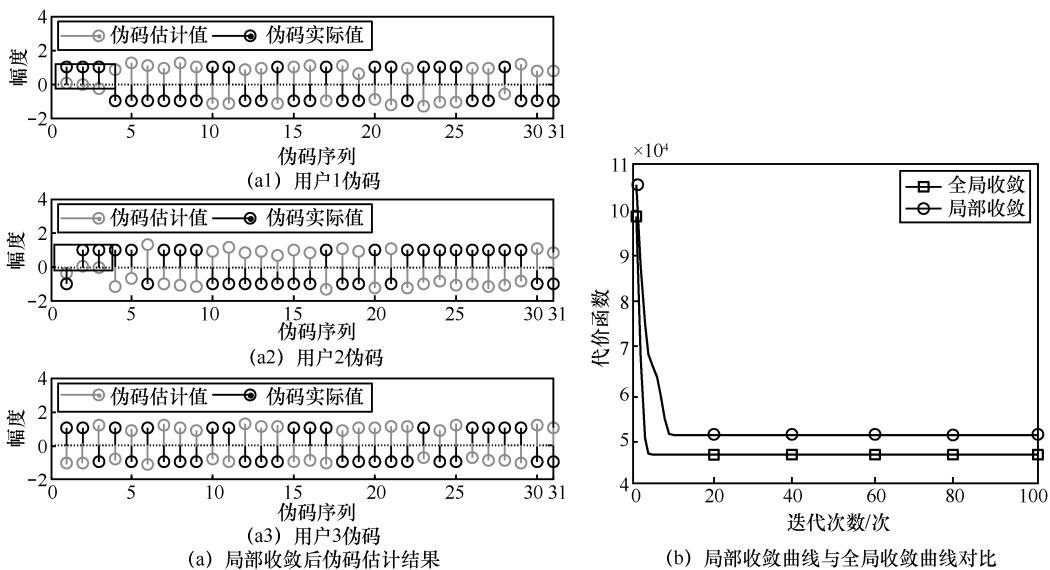 4
2
0
−2
幅度
伪码估计值
伪码实际值
0
5
10
15
20
25
30 31
伪码序列
(a1) 用户1伪码
4
2
0
−2
幅度
伪码估计值
伪码实际值
0
5
10
15
20
25
30 31
伪码序列
(a2) 用户2伪码
4
2
0
−2
幅度
伪码估计值
伪码实际值
0
5
10
15
20
25
30 31
伪码序列
(a3) 用户3伪码
(a) 局部收敛后伪码估计结果
×10⁴
11
10
9
8
7
6
5
4
代价函数
全局收敛
局部收敛
0
20
40
60
80
100
迭代次数/次
(b) 局部收敛曲线与全局收敛曲线对比